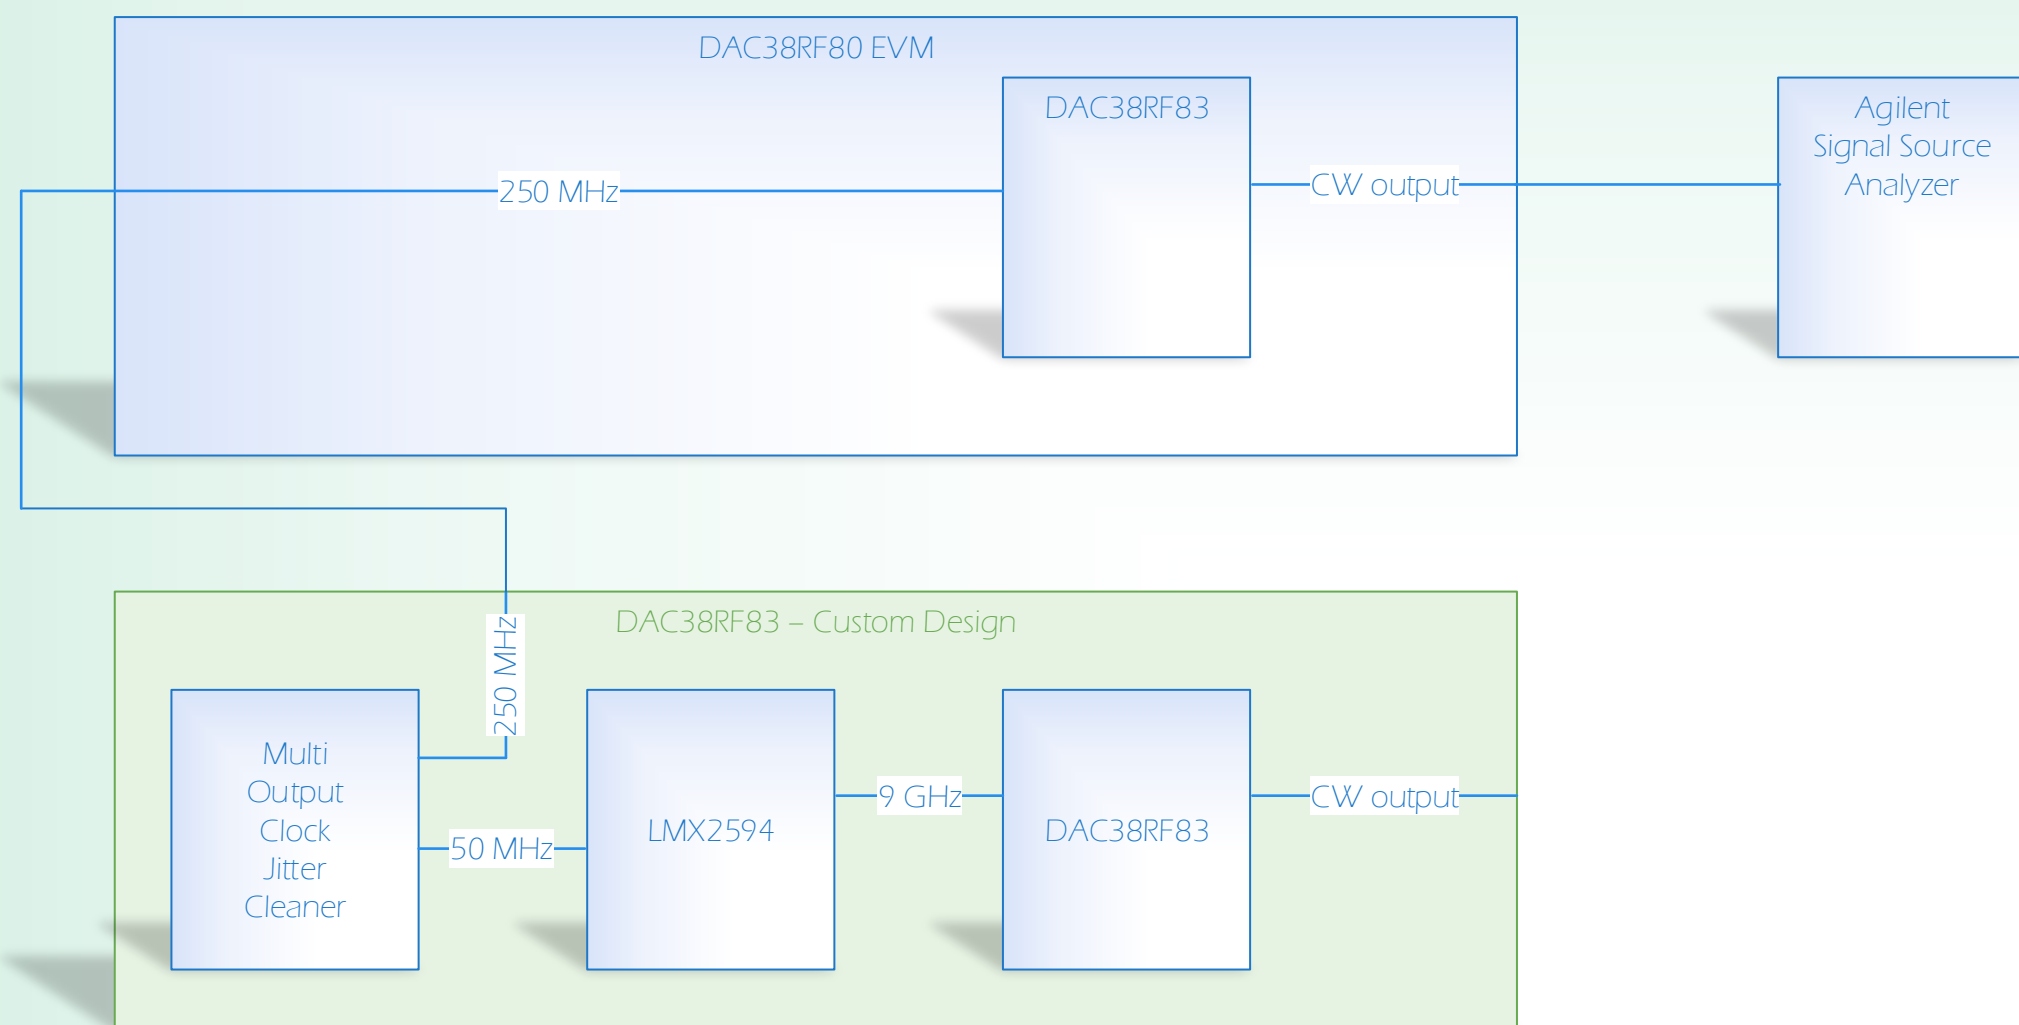 DAC38RF80 EVM
DAC38RF83
250 MHz
CW output
Agilent
Signal Source
Analyzer
DAC38RF83 – Custom Design
250 MHz
Multi
Output
Clock
Jitter
Cleaner
50 MHz
LMX2594
9 GHz
DAC38RF83
CW output